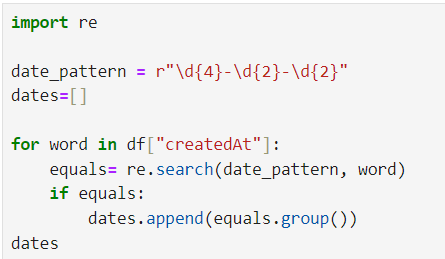 import re
date_pattern = r"\d{4}-\d{2}-\d{2}"
dates=[]
for word in df["createdAt"]:
    equals= re.search(date_pattern, word)
    if equals:
        dates.append(equals.group())
dates